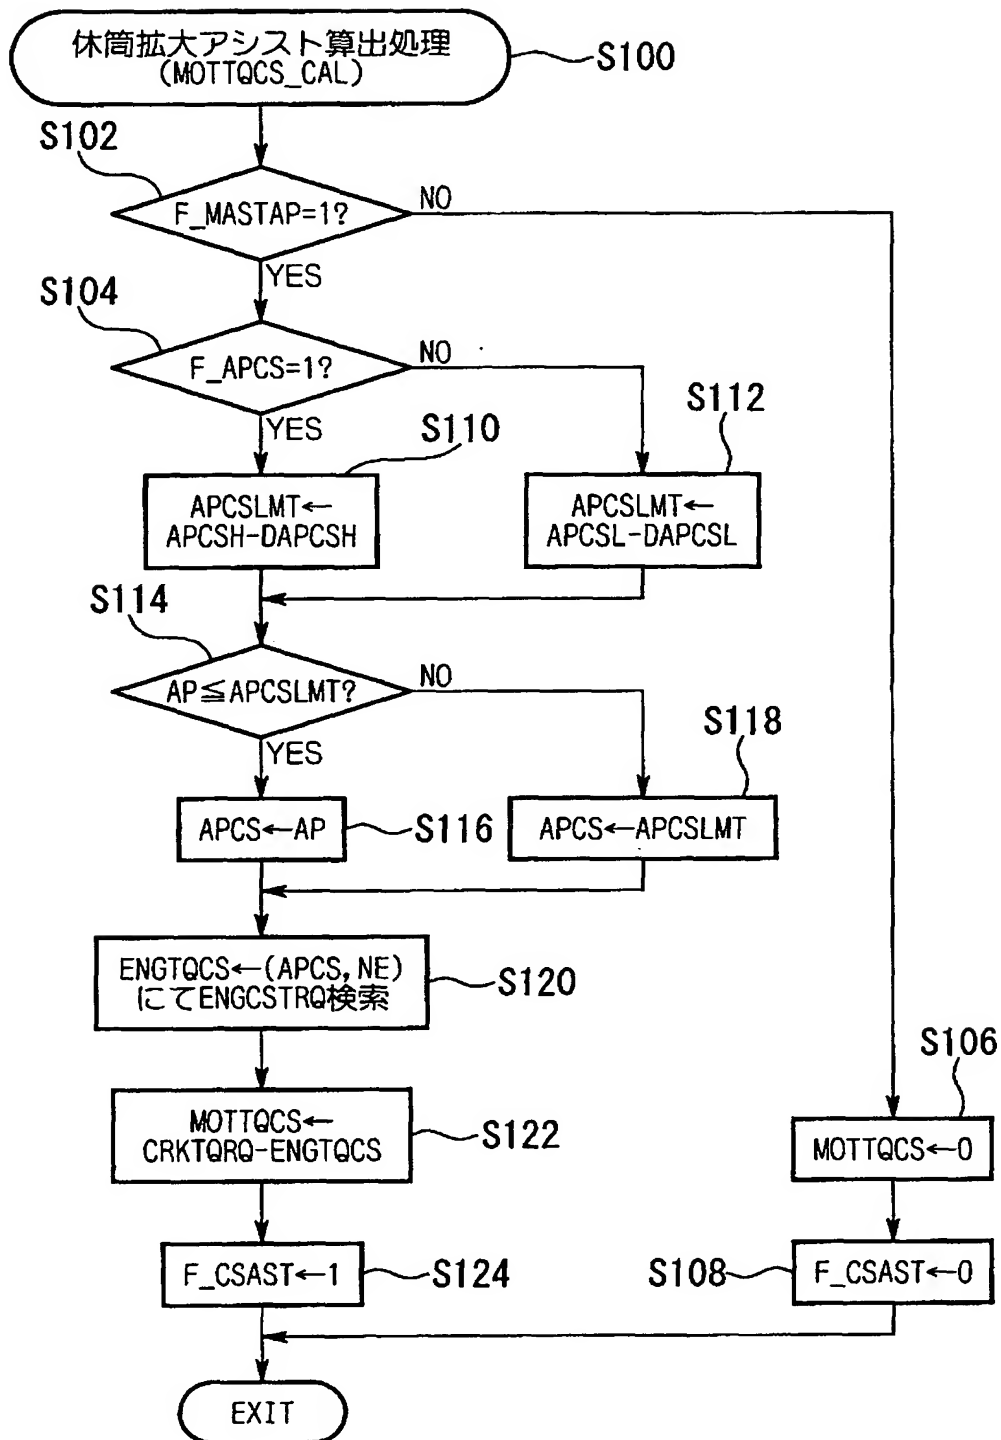 休筒拡大アシスト算出処理
(MOTTQCS_CAL)
S100
S102
F_MASTAP=1?
NO
YES
S104
F_APCS=1?
NO
YES
S110
APCSLMT←
APCSH-DAPCSH
S112
APCSLMT←
APCSL-DAPCSL
S114
AP≦APCSLMT?
NO
YES
S116
APCS←AP
S118
APCS←APCSLMT
ENGTQCS←(APCS,NE)
にてENGCSTRQ検索
S120
S106
MOTTQCS←0
MOTTQCS←
CRKTQRQ-ENGTQCS
S122
F_CSAST←1
S124
S108
F_CSAST←0
EXIT